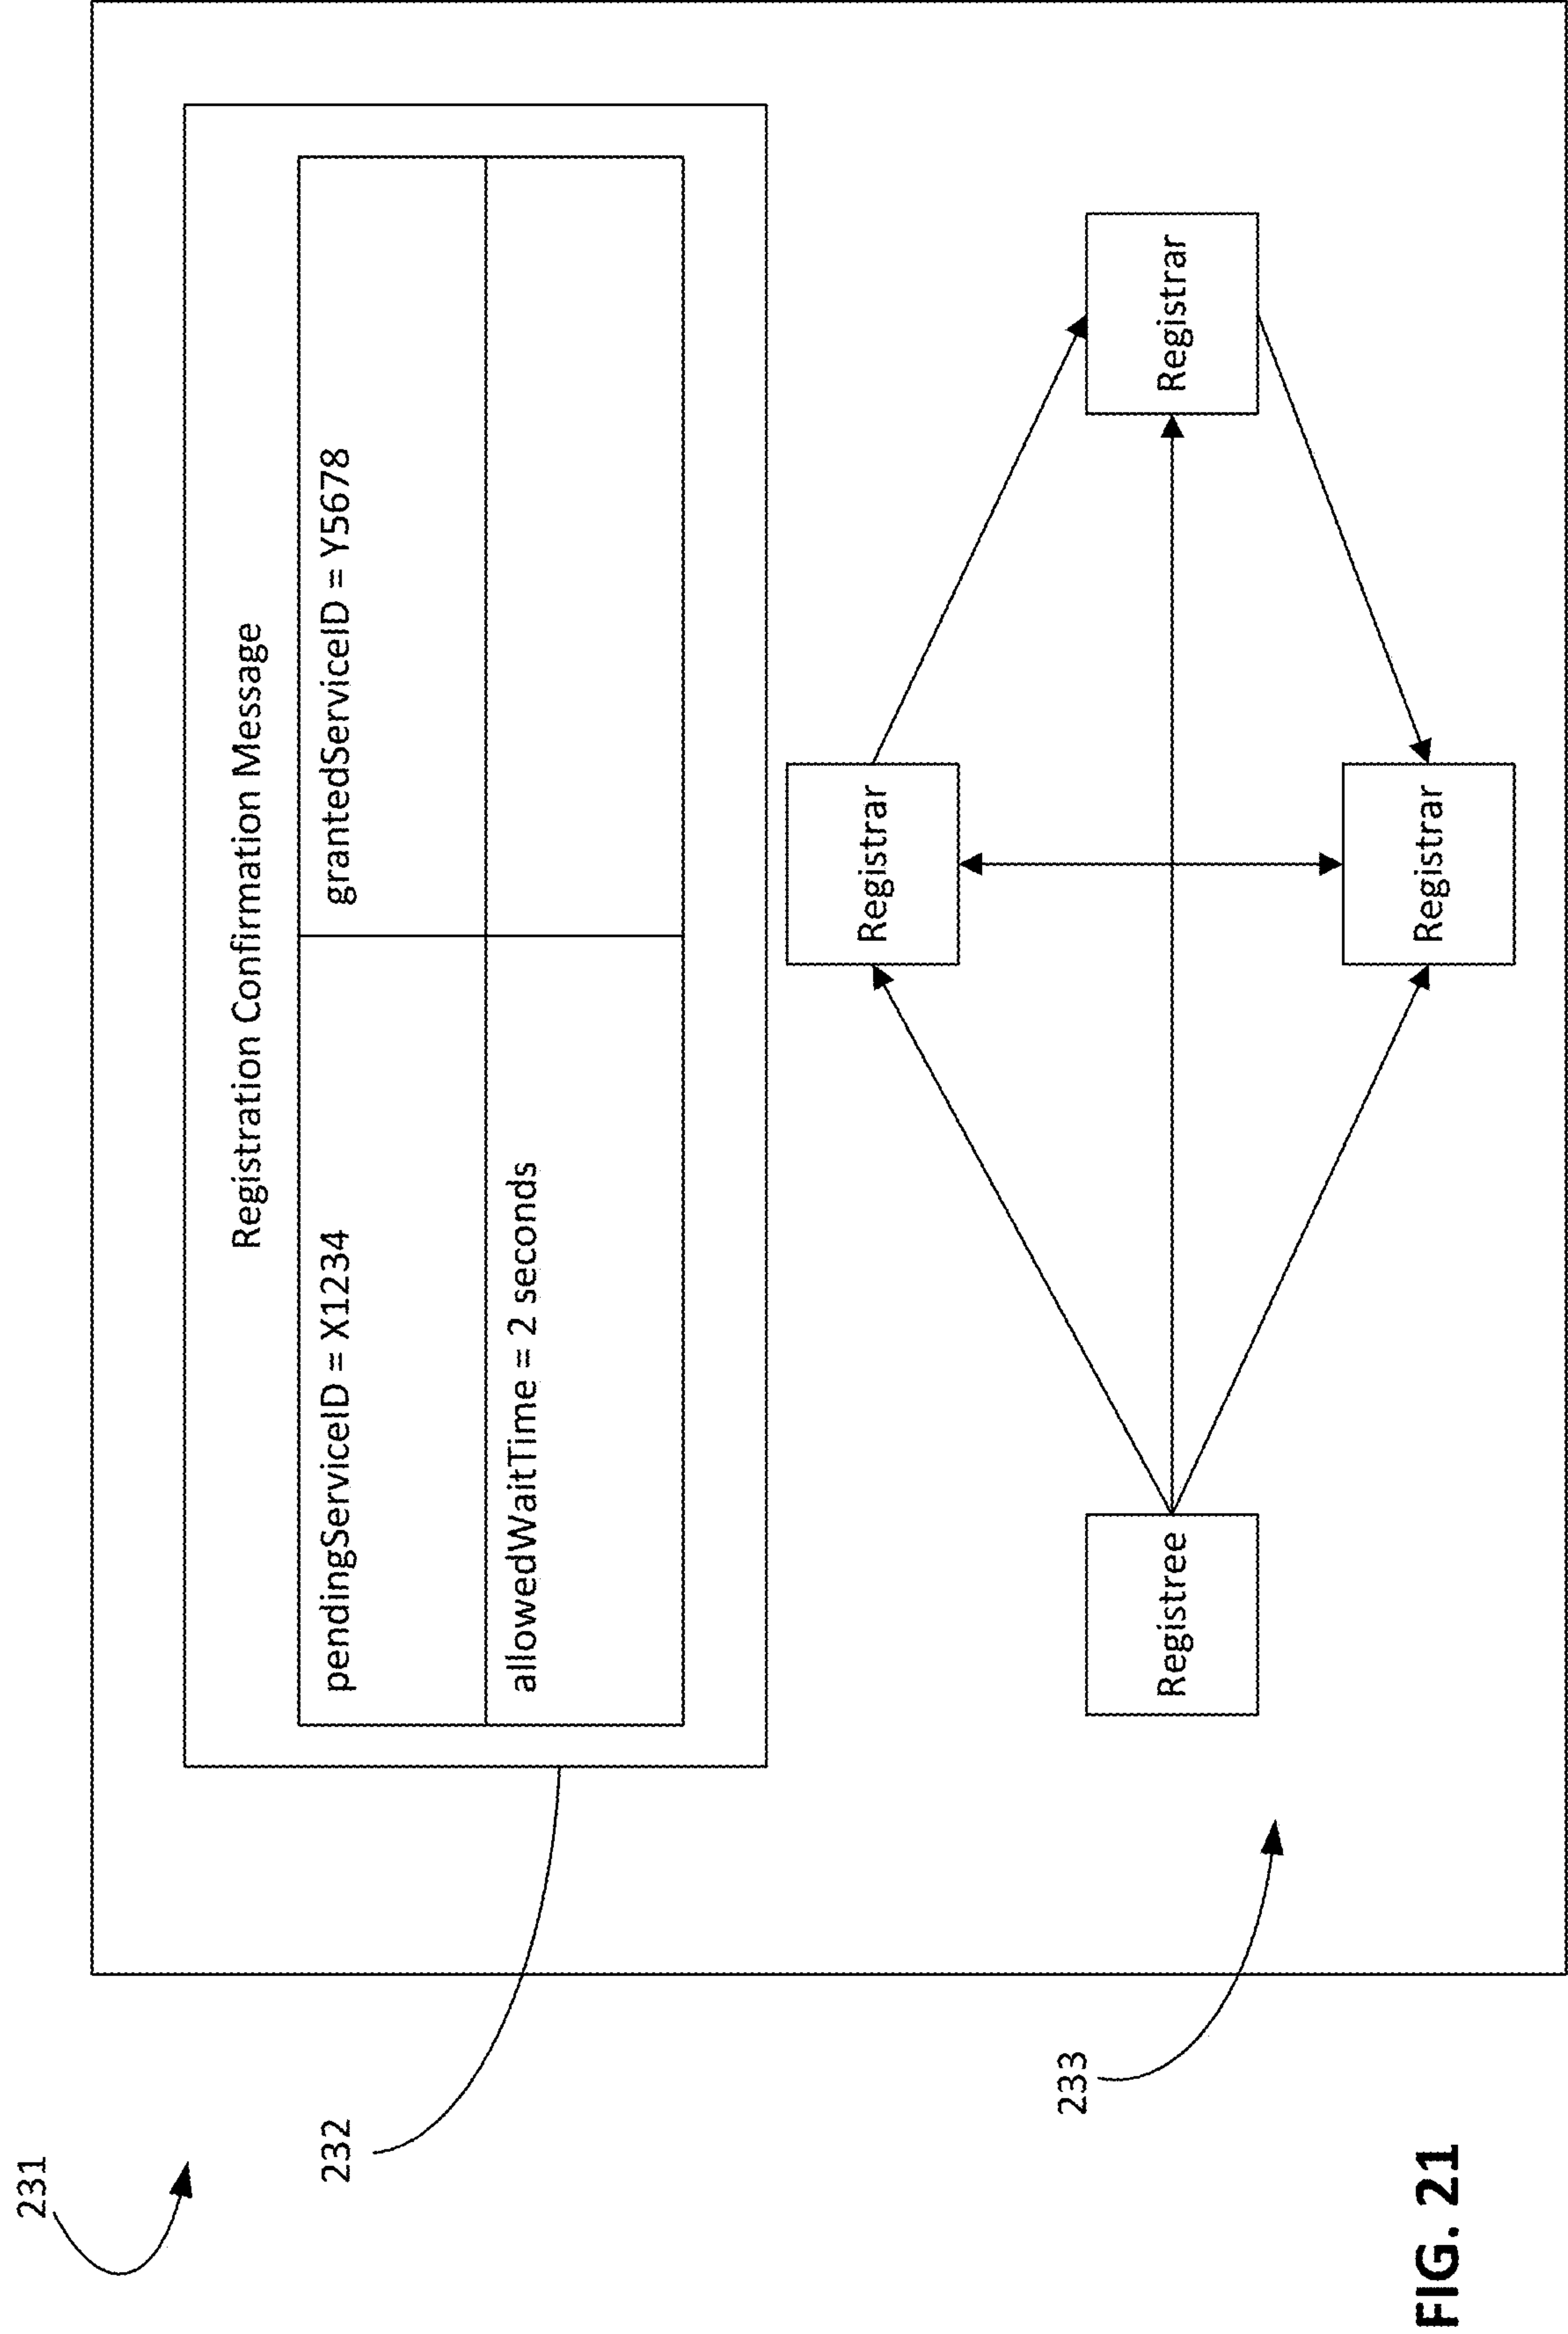 231
232
Registration Confirmation Message
pendingServiceID = X1234
grantedServiceID = Y5678
allowedWaitTime = 2 seconds
Registrar
Registree
Registrar
Registrar
233
FIG. 21